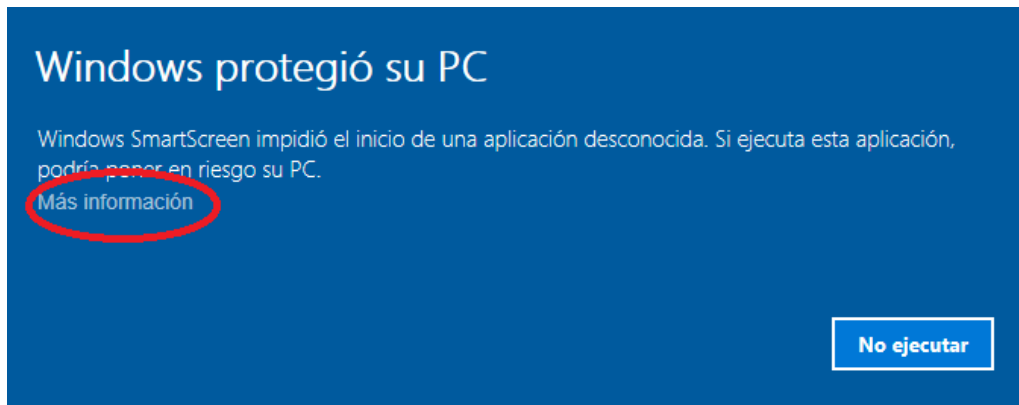 Windows protegió su PC
Windows SmartScreen impidió el inicio de una aplicación desconocida. Si ejecuta esta aplicación,
podría poner en riesgo su PC.
Más información
No ejecutar